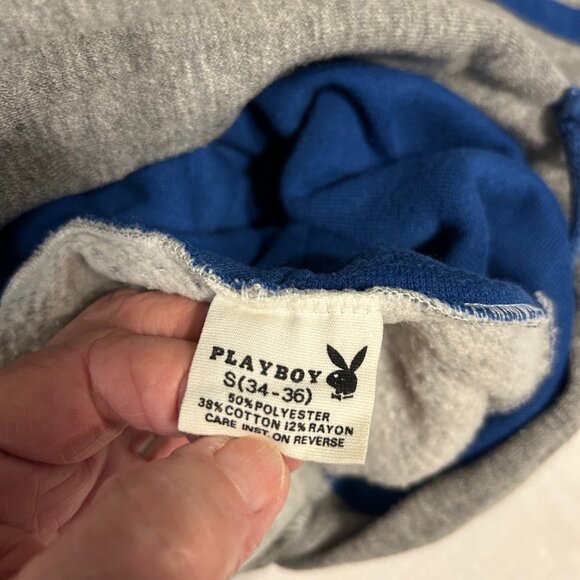 PLAYBOY
S(34-36)
50%POLYESTER
38%COTTON 12%RAYON
CARE INST.ON REVERSE